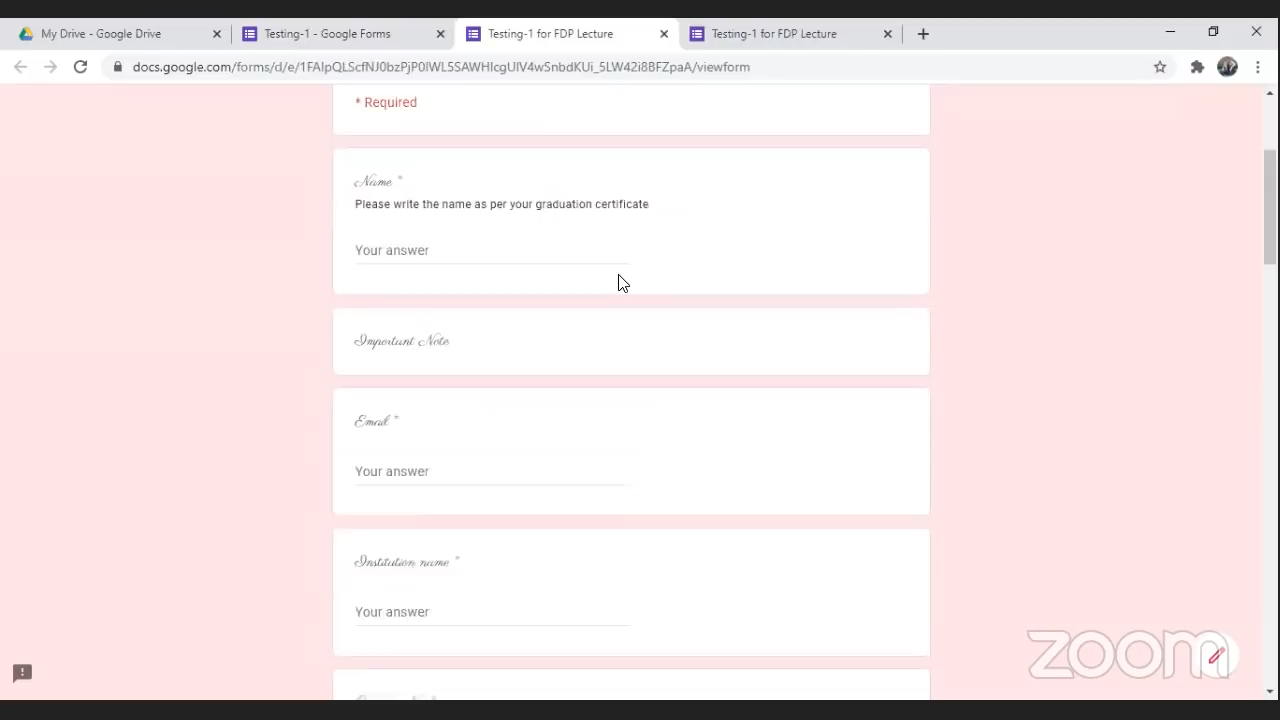 My Drive - Google Drive
Testing-1 - Google Forms
Testing-1 for FDP Lecture
Testing-1 for FDP Lecture
docs.google.com/forms/d/e/1FAIpQLScfNJ0bzPjP0lWL5SAWHIcgUlV4wSnbdKUi_5LW42i8BFZpaA/viewform
* Required
Name *
Please write the name as per your graduation certificate
Your answer
Important Note
Email *
Your answer
Institution name *
Your answer
zoom